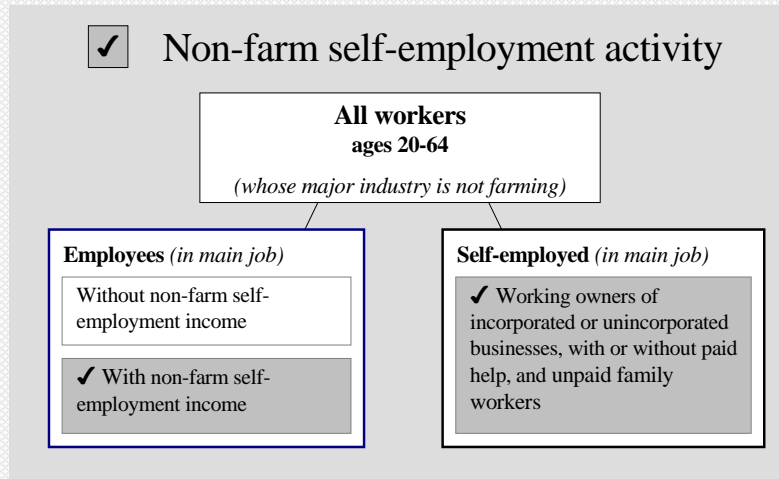 ✔ Non-farm self-employment activity
All workers
ages 20-64
(whose major industry is not farming)
Employees (in main job)
Without non-farm self-
employment income
✔ With non-farm self-
employment income
Self-employed (in main job)
✔ Working owners of
incorporated or unincorporated
businesses, with or without paid
help, and unpaid family
workers